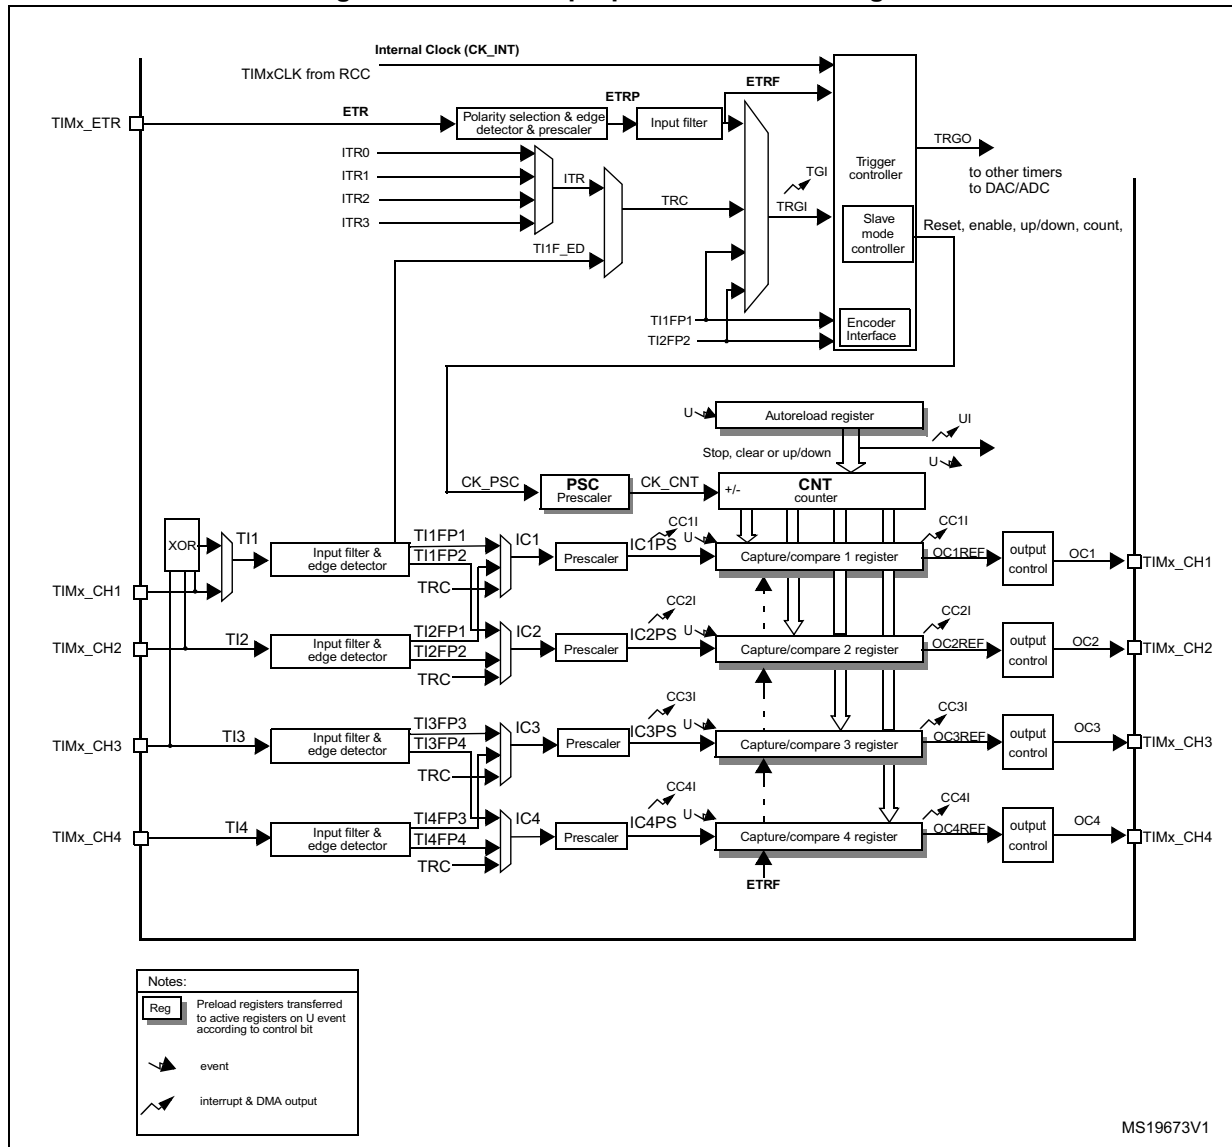 Internal Clock (CK_INT)
TIMxCLK from RCC
ETRF
ETRP
ETR
TIMx_ETR
Polarity selection & edge
detector & prescaler
Input filter
TRGO
to other timers
to DAC/ADC
Trigger
controller
TGI
TRGI
ITR0
ITR1
ITR2
ITR3
ITR
TRC
TI1F_ED
Slave
mode
controller
Reset, enable, up/down, count,
TI1FP1
TI2FP2
Encoder
Interface
U
Autoreload register
UI
U
Stop, clear or up/down
CK_PSC
PSC
Prescaler
CK_CNT
+/-
CNT
counter
XOR
TI1
TIMx_CH1
Input filter &
edge detector
TI1FP1
TI1FP2
TRC
IC1
Prescaler
IC1PS
CC1I
U
Capture/compare 1 register
CC1I
OC1REF
output
control
OC1
TIMx_CH1
TIMx_CH2
TI2
Input filter &
edge detector
TI2FP1
TI2FP2
TRC
IC2
Prescaler
IC2PS
CC2I
U
Capture/compare 2 register
CC2I
OC2REF
output
control
OC2
TIMx_CH2
TIMx_CH3
TI3
Input filter &
edge detector
TI3FP3
TI3FP4
TRC
IC3
Prescaler
IC3PS
CC3I
U
Capture/compare 3 register
CC3I
OC3REF
output
control
OC3
TIMx_CH3
TIMx_CH4
TI4
Input filter &
edge detector
TI4FP3
TI4FP4
TRC
IC4
Prescaler
IC4PS
CC4I
U
Capture/compare 4 register
CC4I
OC4REF
output
control
OC4
TIMx_CH4
ETRF
Notes:
Reg
Preload registers transferred
to active registers on U event
according to control bit
event
interrupt & DMA output
MS19673V1